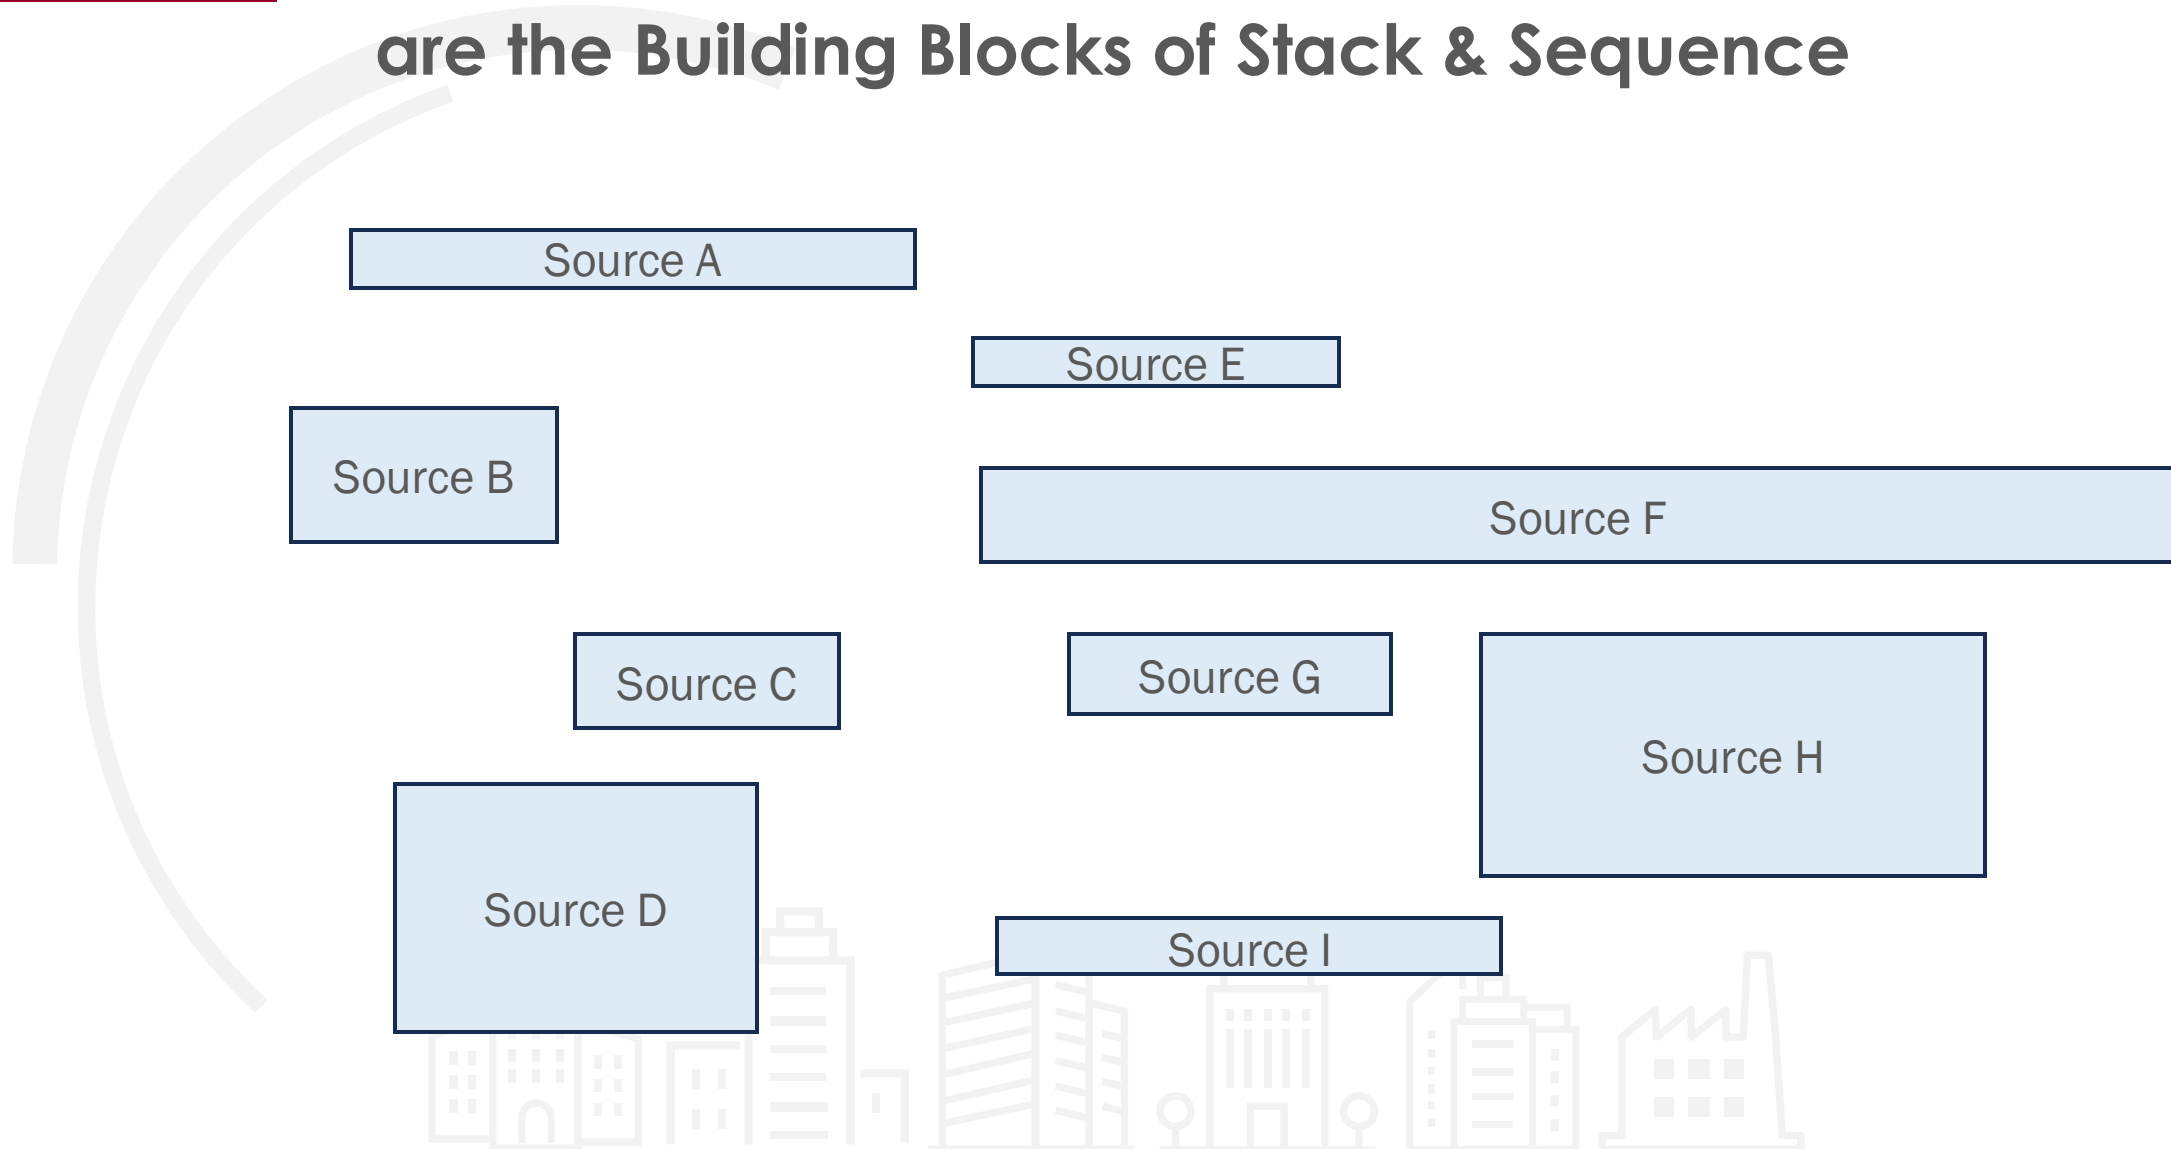 are the Building Blocks of Stack & Sequence
Source A
Source E
Source B
Source F
Source C
Source G
Source H
Source D
Source I